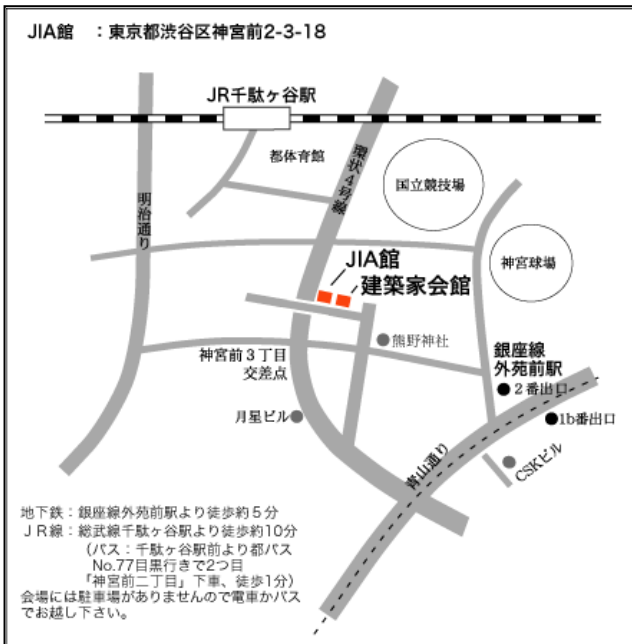 JIA館 ：東京都渋谷区神宮前2-3-18
JR千駄ヶ谷駅
都体育館
環状4号線
国立競技場
明治通り
神宮球場
JIA館
建築家会館
熊野神社
神宮前3丁目
交差点
銀座線
外苑前駅
2番出口
月星ビル
1b番出口
青山通り
CSKビル
地下鉄：銀座線外苑前駅より徒歩約5分
JR線：総武線千駄ヶ谷駅より徒歩約10分
(バス：千駄ヶ谷駅前より都バス
No.77目黒行きで2つ目
「神宮前二丁目」下車、徒歩1分)
会場には駐車場がありませんので電車かバス
でお越し下さい。